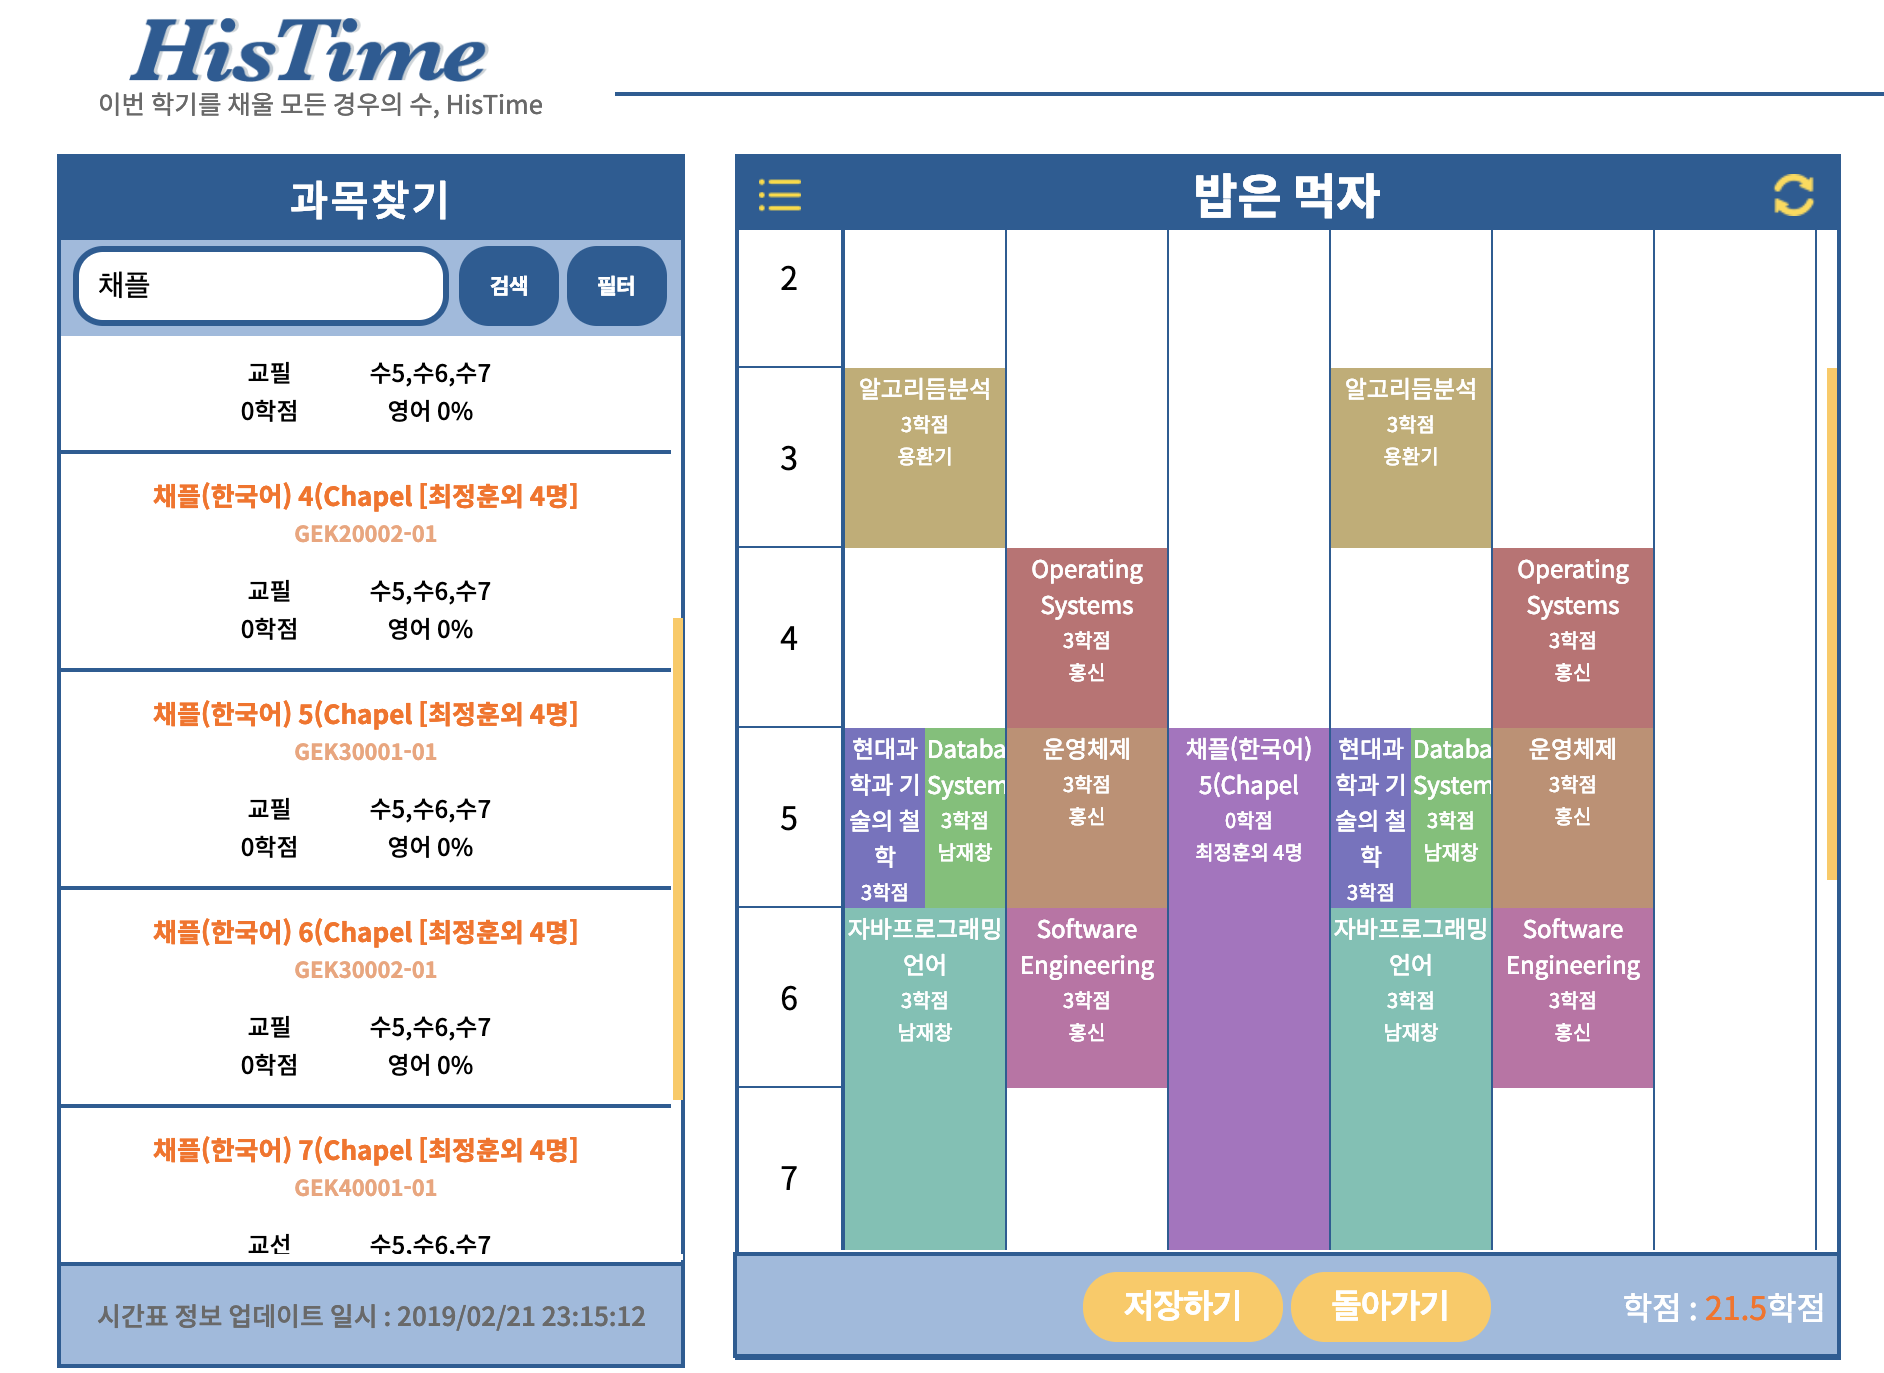 HisTime
이번 학기를 채울 모든 경우의 수, HisTime
과목찾기
채플
검색
필터
교필 수5,수6,수7
0학점 영어 0%
채플(한국어) 4(Chapel [최정훈외 4명]
GEK20002-01
교필 수5,수6,수7
0학점 영어 0%
채플(한국어) 5(Chapel [최정훈외 4명]
GEK30001-01
교필 수5,수6,수7
0학점 영어 0%
채플(한국어) 6(Chapel [최정훈외 4명]
GEK30002-01
교필 수5,수6,수7
0학점 영어 0%
채플(한국어) 7(Chapel [최정훈외 4명]
GEK40001-01
교선 수5,수6,수7
시간표 정보 업데이트 일시 : 2019/02/21 23:15:12
밥은 먹자
2
3
알고리듬분석
3학점
용환기
알고리듬분석
3학점
용환기
4
Operating
Systems
3학점
홍신
Operating
Systems
3학점
홍신
5
현대과
학과 기
술의 철
학
3학점
Databa
System
3학점
남재창
운영체제
3학점
홍신
채플(한국어)
5(Chapel
0학점
최정훈외 4명
현대과
학과 기
술의 철
학
3학점
Databa
System
3학점
남재창
운영체제
3학점
홍신
6
자바프로그래밍
언어
3학점
남재창
Software
Engineering
3학점
홍신
자바프로그래밍
언어
3학점
남재창
Software
Engineering
3학점
홍신
7
저장하기
돌아가기
학점 : 21.5학점